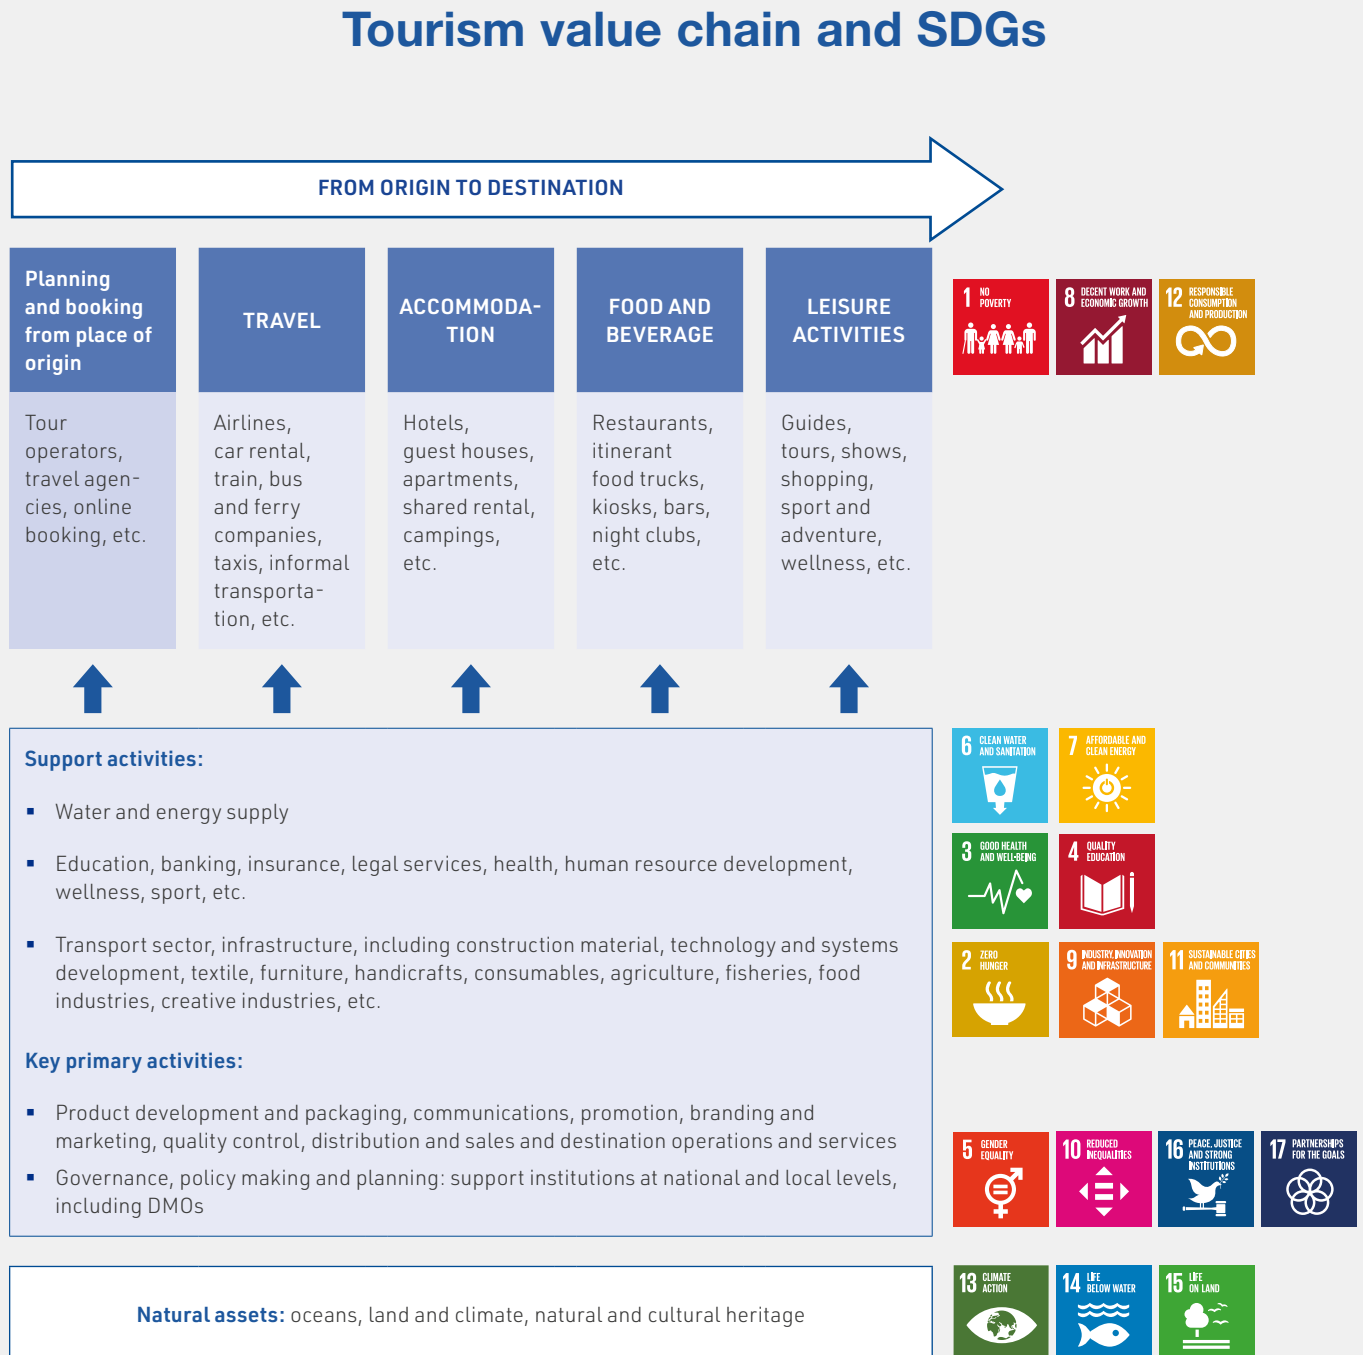 Tourism value chain and SDGs
FROM ORIGIN TO DESTINATION
Planning
and booking
from place of
origin
TRAVEL
ACCOMMODA-
TION
FOOD AND
BEVERAGE
LEISURE
ACTIVITIES
1 NO
POVERTY
8 DECENT WORK AND
ECONOMIC GROWTH
12 RESPONSIBLE
CONSUMPTION
AND PRODUCTION
Tour
operators,
travel agen-
cies, online
booking, etc.
Airlines,
car rental,
train, bus
and ferry
companies,
taxis, informal
transporta-
tion, etc.
Hotels,
guest houses,
apartments,
shared rental,
campings,
etc.
Restaurants,
itinerant
food trucks,
kiosks, bars,
night clubs,
etc.
Guides,
tours, shows,
shopping,
sport and
adventure,
wellness, etc.
Support activities:
▪ Water and energy supply
▪ Education, banking, insurance, legal services, health, human resource development,
wellness, sport, etc.
▪ Transport sector, infrastructure, including construction material, technology and systems
development, textile, furniture, handicrafts, consumables, agriculture, fisheries, food
industries, creative industries, etc.
6 CLEAN WATER
AND SANITATION
7 AFFORDABLE AND
CLEAN ENERGY
3 GOOD HEALTH
AND WELL-BEING
4 QUALITY
EDUCATION
2 ZERO
HUNGER
9 INDUSTRY, INNOVATION
AND INFRASTRUCTURE
11 SUSTAINABLE CITIES
AND COMMUNITIES
Key primary activities:
▪ Product development and packaging, communications, promotion, branding and
marketing, quality control, distribution and sales and destination operations and services
▪ Governance, policy making and planning: support institutions at national and local levels,
including DMOs
5 GENDER
EQUALITY
10 REDUCED
INEQUALITIES
16 PEACE, JUSTICE
AND STRONG
INSTITUTIONS
17 PARTNERSHIPS
FOR THE GOALS
Natural assets: oceans, land and climate, natural and cultural heritage
13 CLIMATE
ACTION
14 LIFE
BELOW WATER
15 LIFE
ON LAND